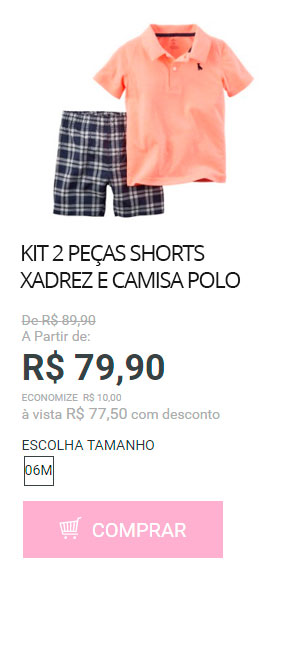 KIT 2 PEÇAS SHORTS
XADREZ E CAMISA POLO
De R$ 89,90
A Partir de:
R$ 79,90
ECONOMIZE R$ 10,00
à vista R$ 77,50 com desconto
ESCOLHA TAMANHO
06M
COMPRAR